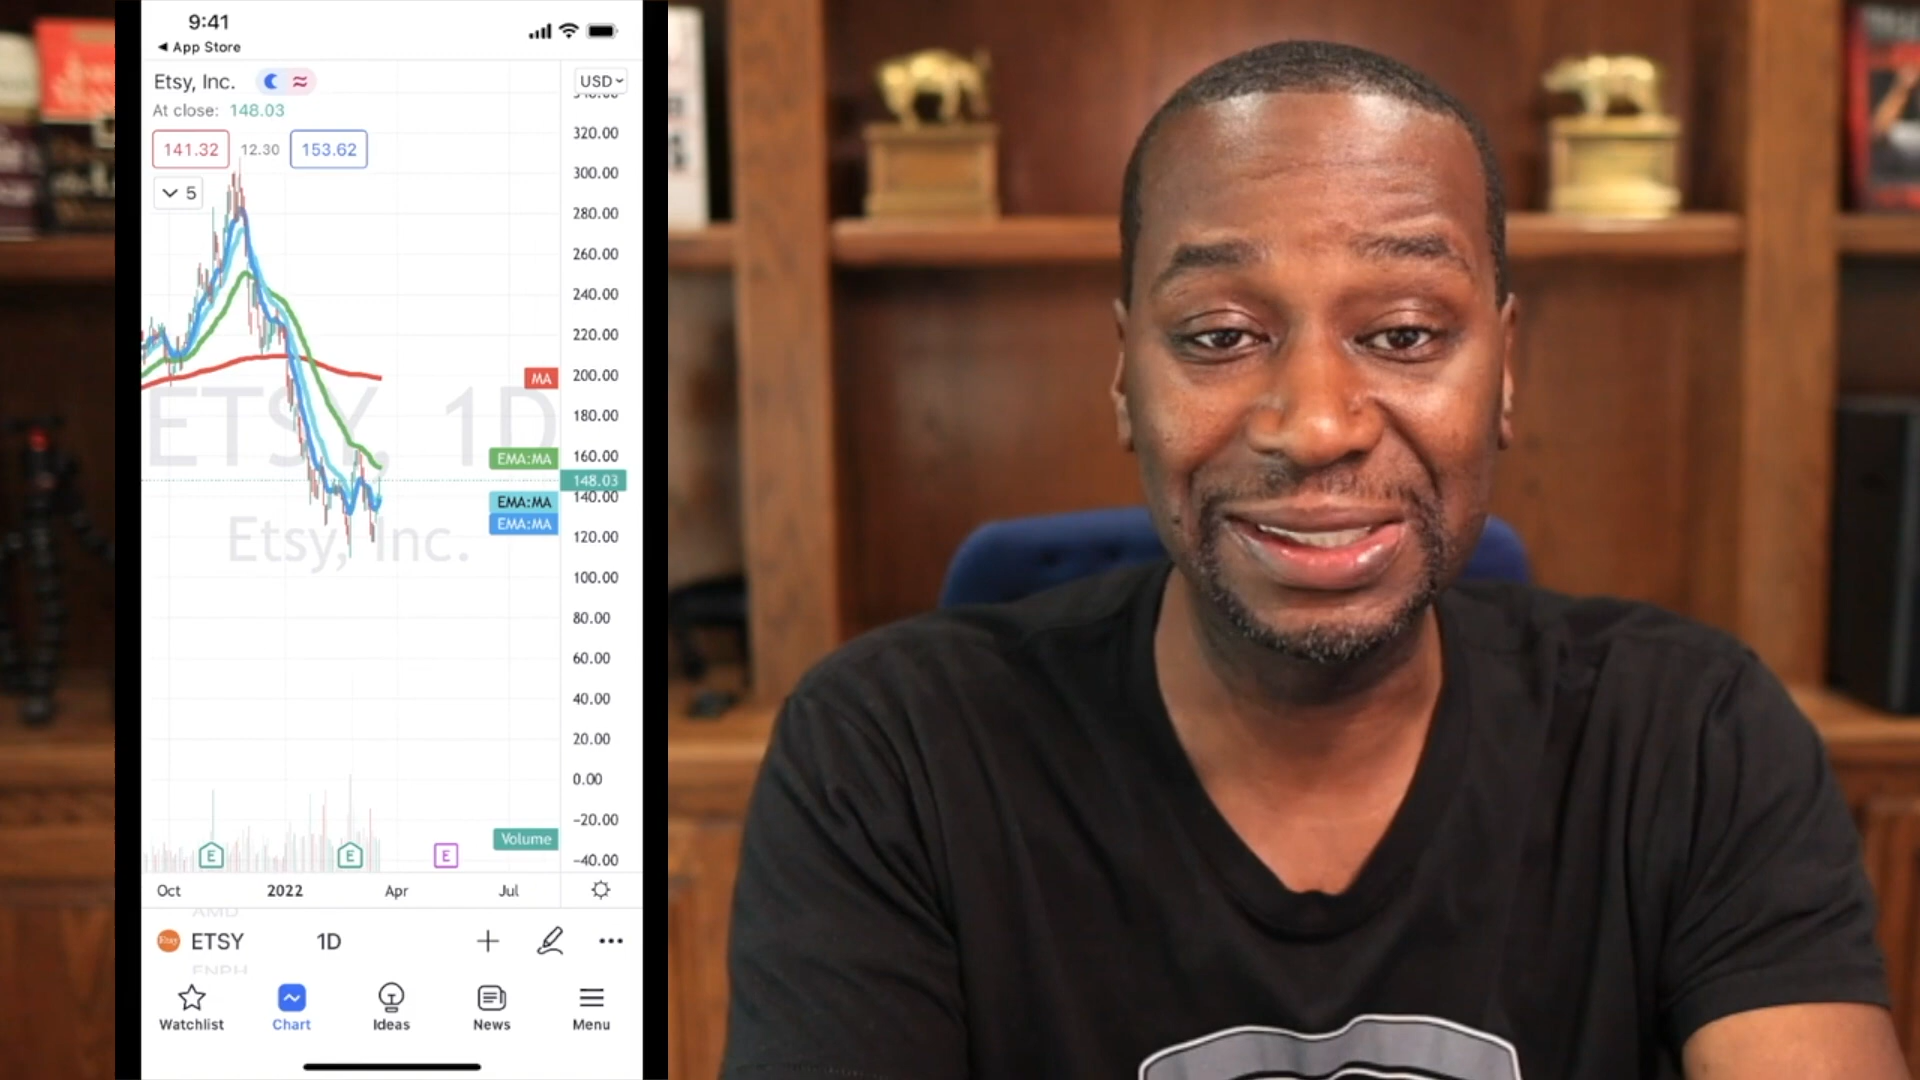 9:41
◀ App Store
Etsy, Inc.
USD
At close: 148.03
141.32 12.30 153.62
5
320.00
300.00
280.00
260.00
240.00
220.00
200.00
180.00
160.00
148.03
140.00
120.00
100.00
80.00
60.00
40.00
20.00
0.00
−20.00
−40.00
MA
ETSY, 1D
EMA:MA
EMA:MA
EMA:MA
Etsy, Inc.
Volume
E E E
Oct 2022 Apr Jul
AMD
Etsy ETSY 1D
ENPH
Watchlist Chart Ideas News Menu